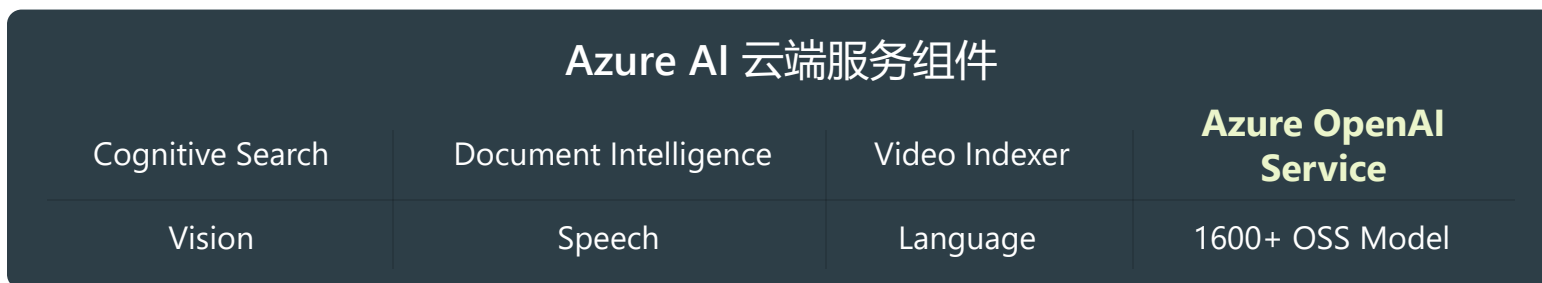 Azure AI 云端服务组件
Cognitive Search
Document Intelligence
Video Indexer
Azure OpenAI
Service
Vision
Speech
Language
1600+ OSS Model